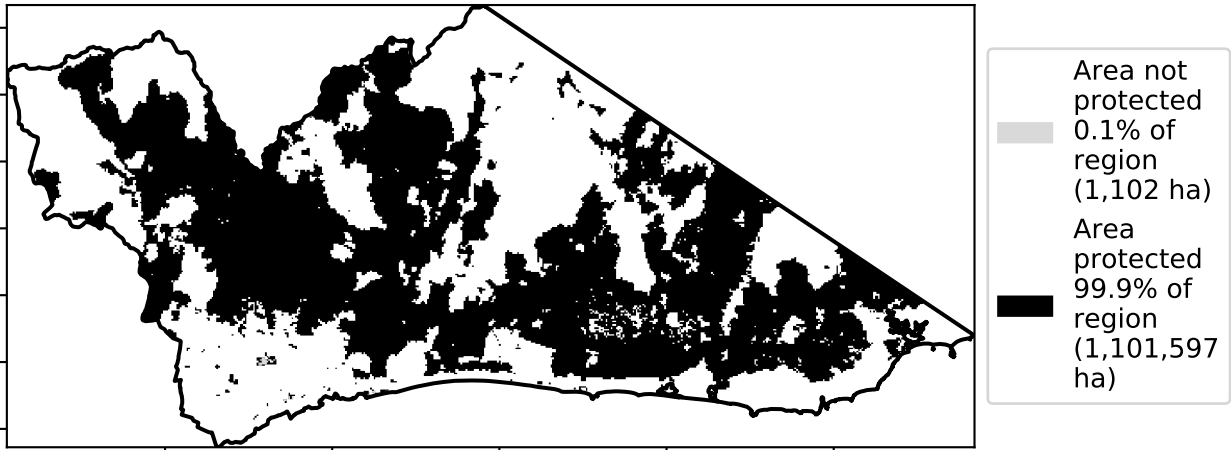 Area not
protected
0.1% of
region
(1,102 ha)
Area
protected
99.9% of
region
(1,101,597
ha)